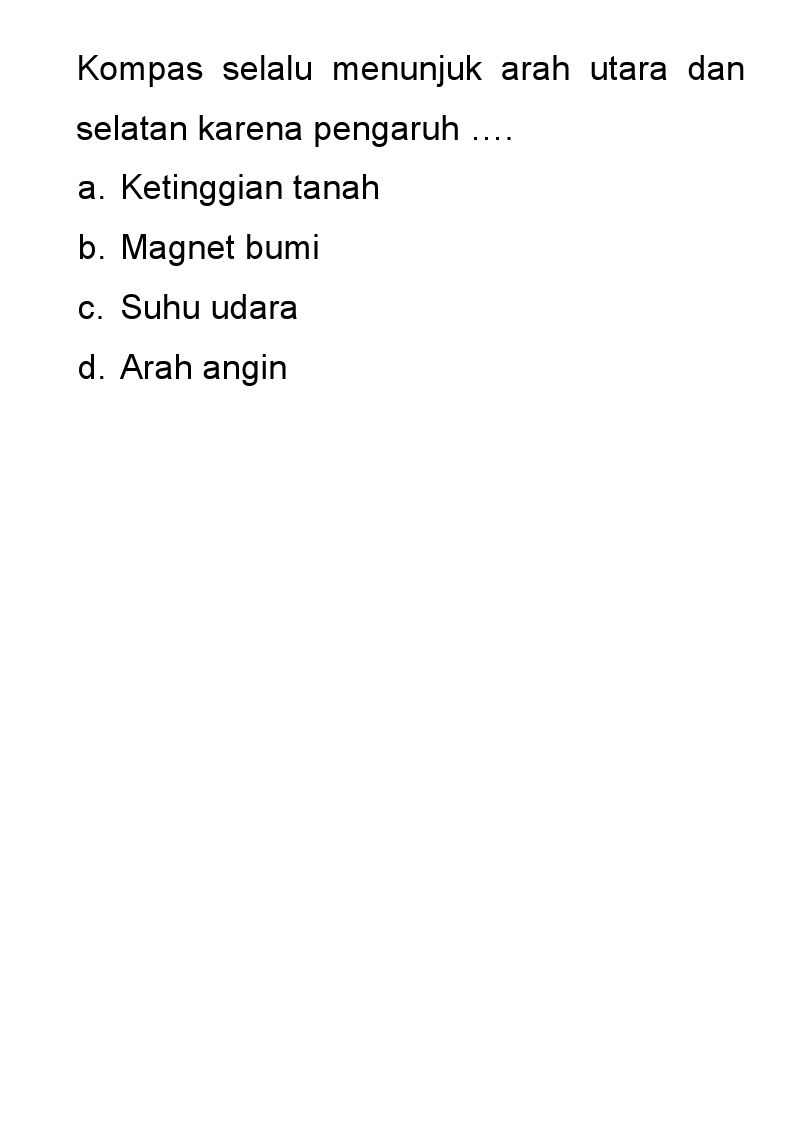 Kompas selalu menunjuk arah utara dan
selatan karena pengaruh ....
a. Ketinggian tanah
b. Magnet bumi
c. Suhu udara
d. Arah angin